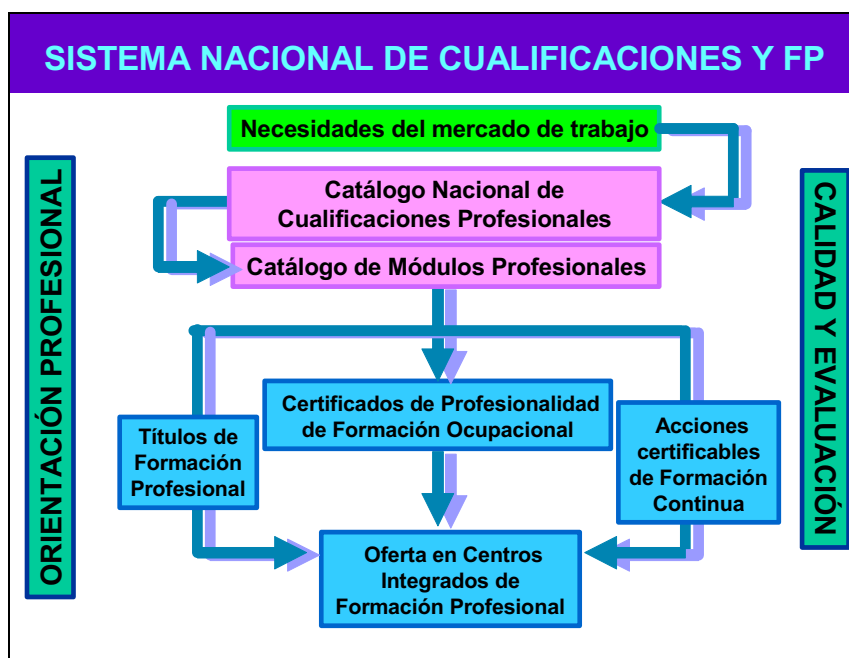 SISTEMA NACIONAL DE CUALIFICACIONES Y FP
Necesidades del mercado de trabajo
ORIENTACIÓN PROFESIONAL
Catálogo Nacional de
Cualificaciones Profesionales
Catálogo de Módulos Profesionales
CALIDAD Y EVALUACIÓN
Títulos de
Formación
Profesional
Certificados de Profesionalidad
de Formación Ocupacional
Acciones
certificables
de Formación
Continua
Oferta en Centros
Integrados de
Formación Profesional